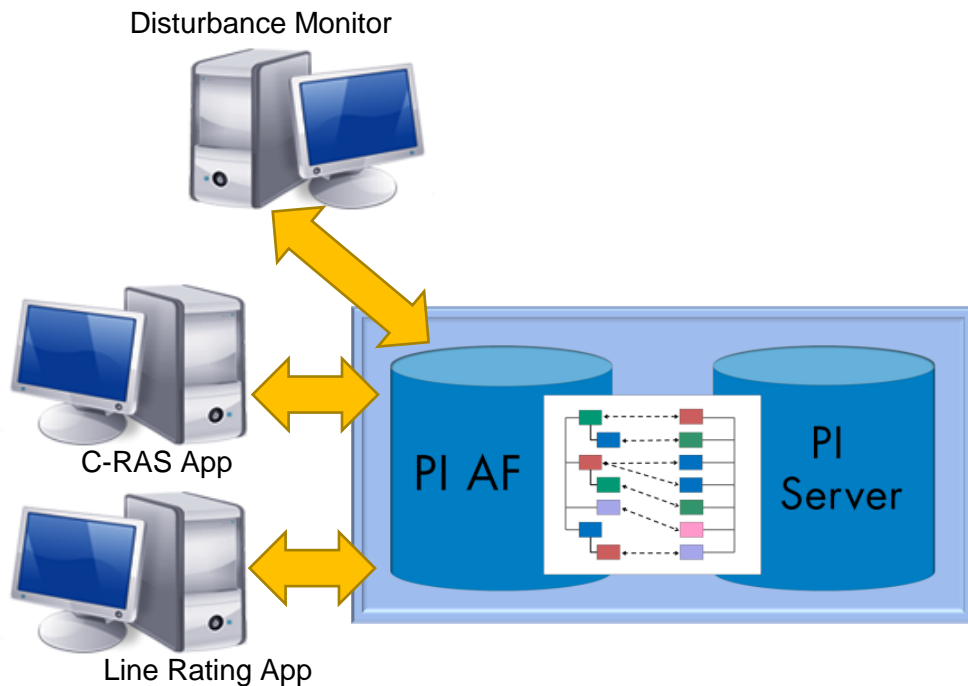 Disturbance Monitor
C-RAS App
Line Rating App
PI AF
PI
Server